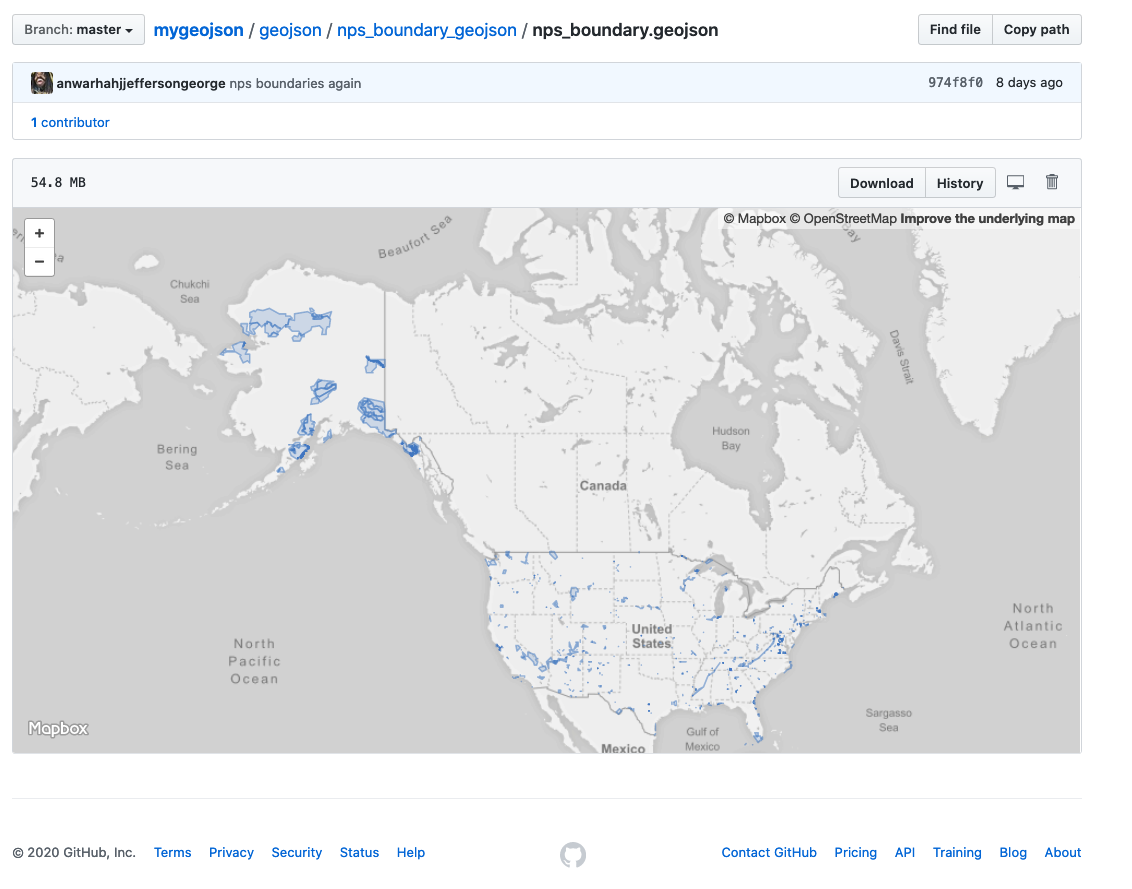 Branch: master mygeojson / geojson / nps_boundary_geojson / nps_boundary.geojson Find file Copy path
anwarhahjjeffersongeorge nps boundaries again 974f8f0 8 days ago
1 contributor
54.8 MB Download History
© Mapbox © OpenStreetMap Improve the underlying map
+
−
Beaufort Sea
Bay
Chukchi
Sea
Davis Strait
Hudson
Bay
Bering
Sea
Canada
North
Atlantic
Ocean
United
States
North
Pacific
Ocean
Sargasso
Sea
Gulf of
Mexico
Mexico
Mapbox
© 2020 GitHub, Inc. Terms Privacy Security Status Help Contact GitHub Pricing API Training Blog About